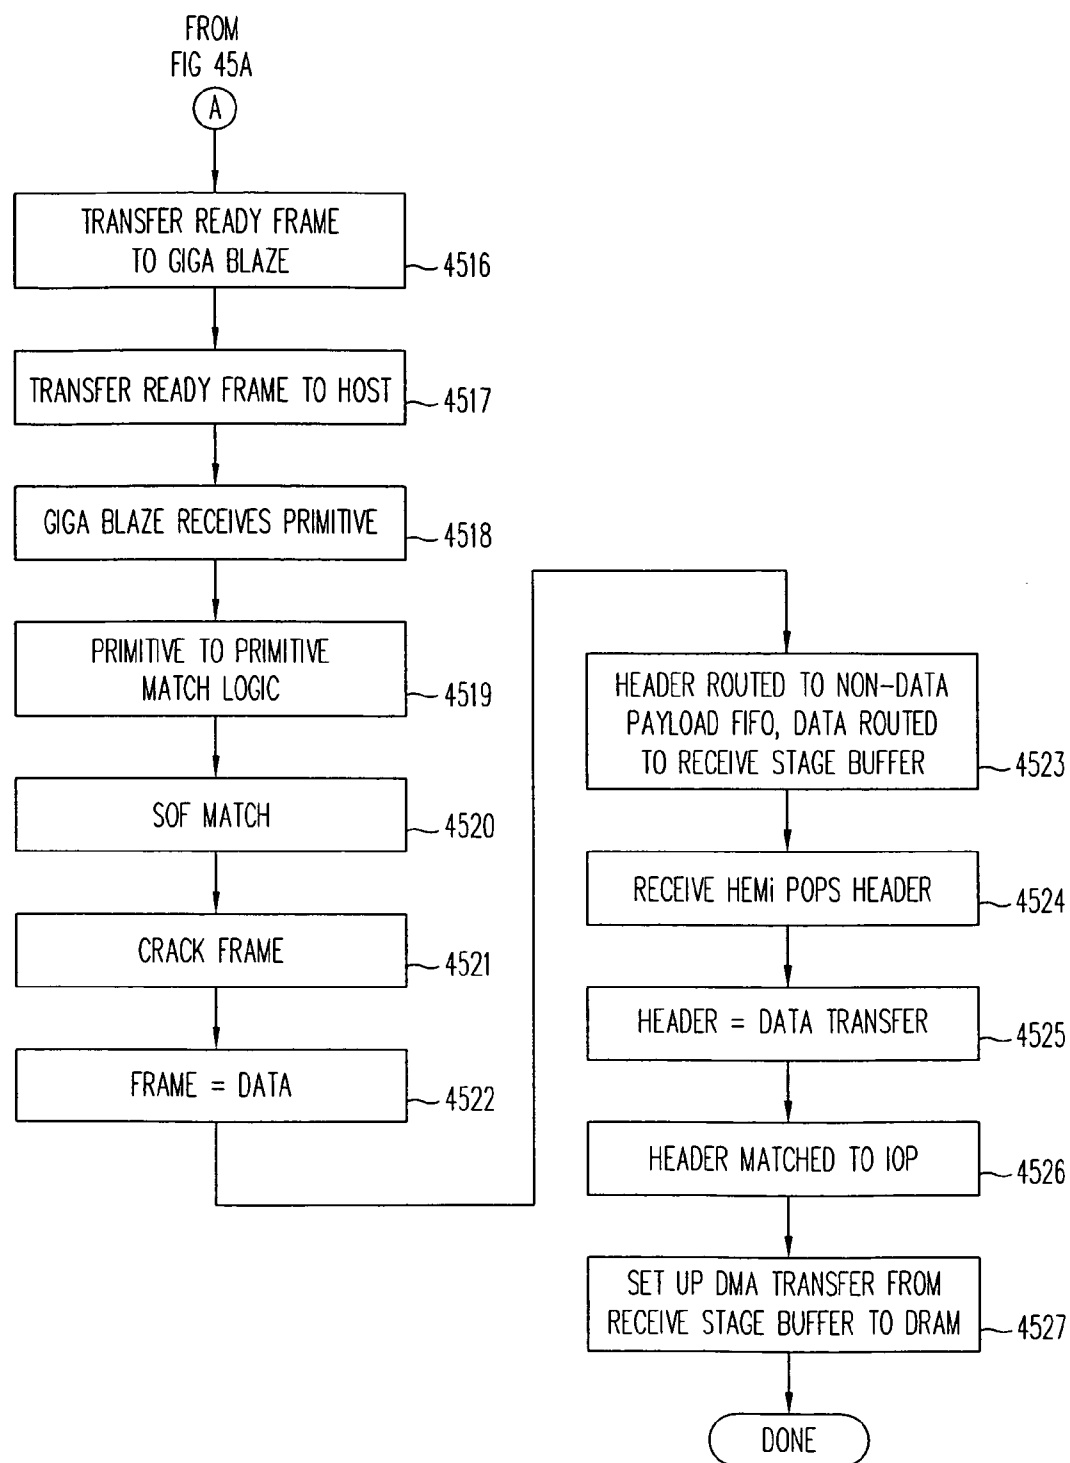 FROM
FIG 45A
A
TRANSFER READY FRAME
TO GIGA BLAZE
4516
TRANSFER READY FRAME TO HOST
4517
GIGA BLAZE RECEIVES PRIMITIVE
4518
PRIMITIVE TO PRIMITIVE
MATCH LOGIC
4519
SOF MATCH
4520
CRACK FRAME
4521
FRAME = DATA
4522
HEADER ROUTED TO NON-DATA
PAYLOAD FIFO, DATA ROUTED
TO RECEIVE STAGE BUFFER
4523
RECEIVE HEMi POPS HEADER
4524
HEADER = DATA TRANSFER
4525
HEADER MATCHED TO IOP
4526
SET UP DMA TRANSFER FROM
RECEIVE STAGE BUFFER TO DRAM
4527
DONE